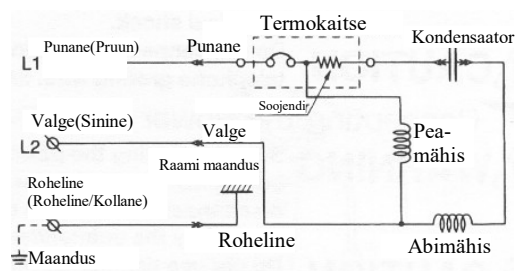 Termokaitse
Kondensaator
Punane(Pruun)
Punane
L1
Soojendir
Valge(Sinine)
Valge
L2
Pea-
mähis
Raami maandus
Roheline
(Roheline/Kollane)
Roheline
Abimähis
Maandus